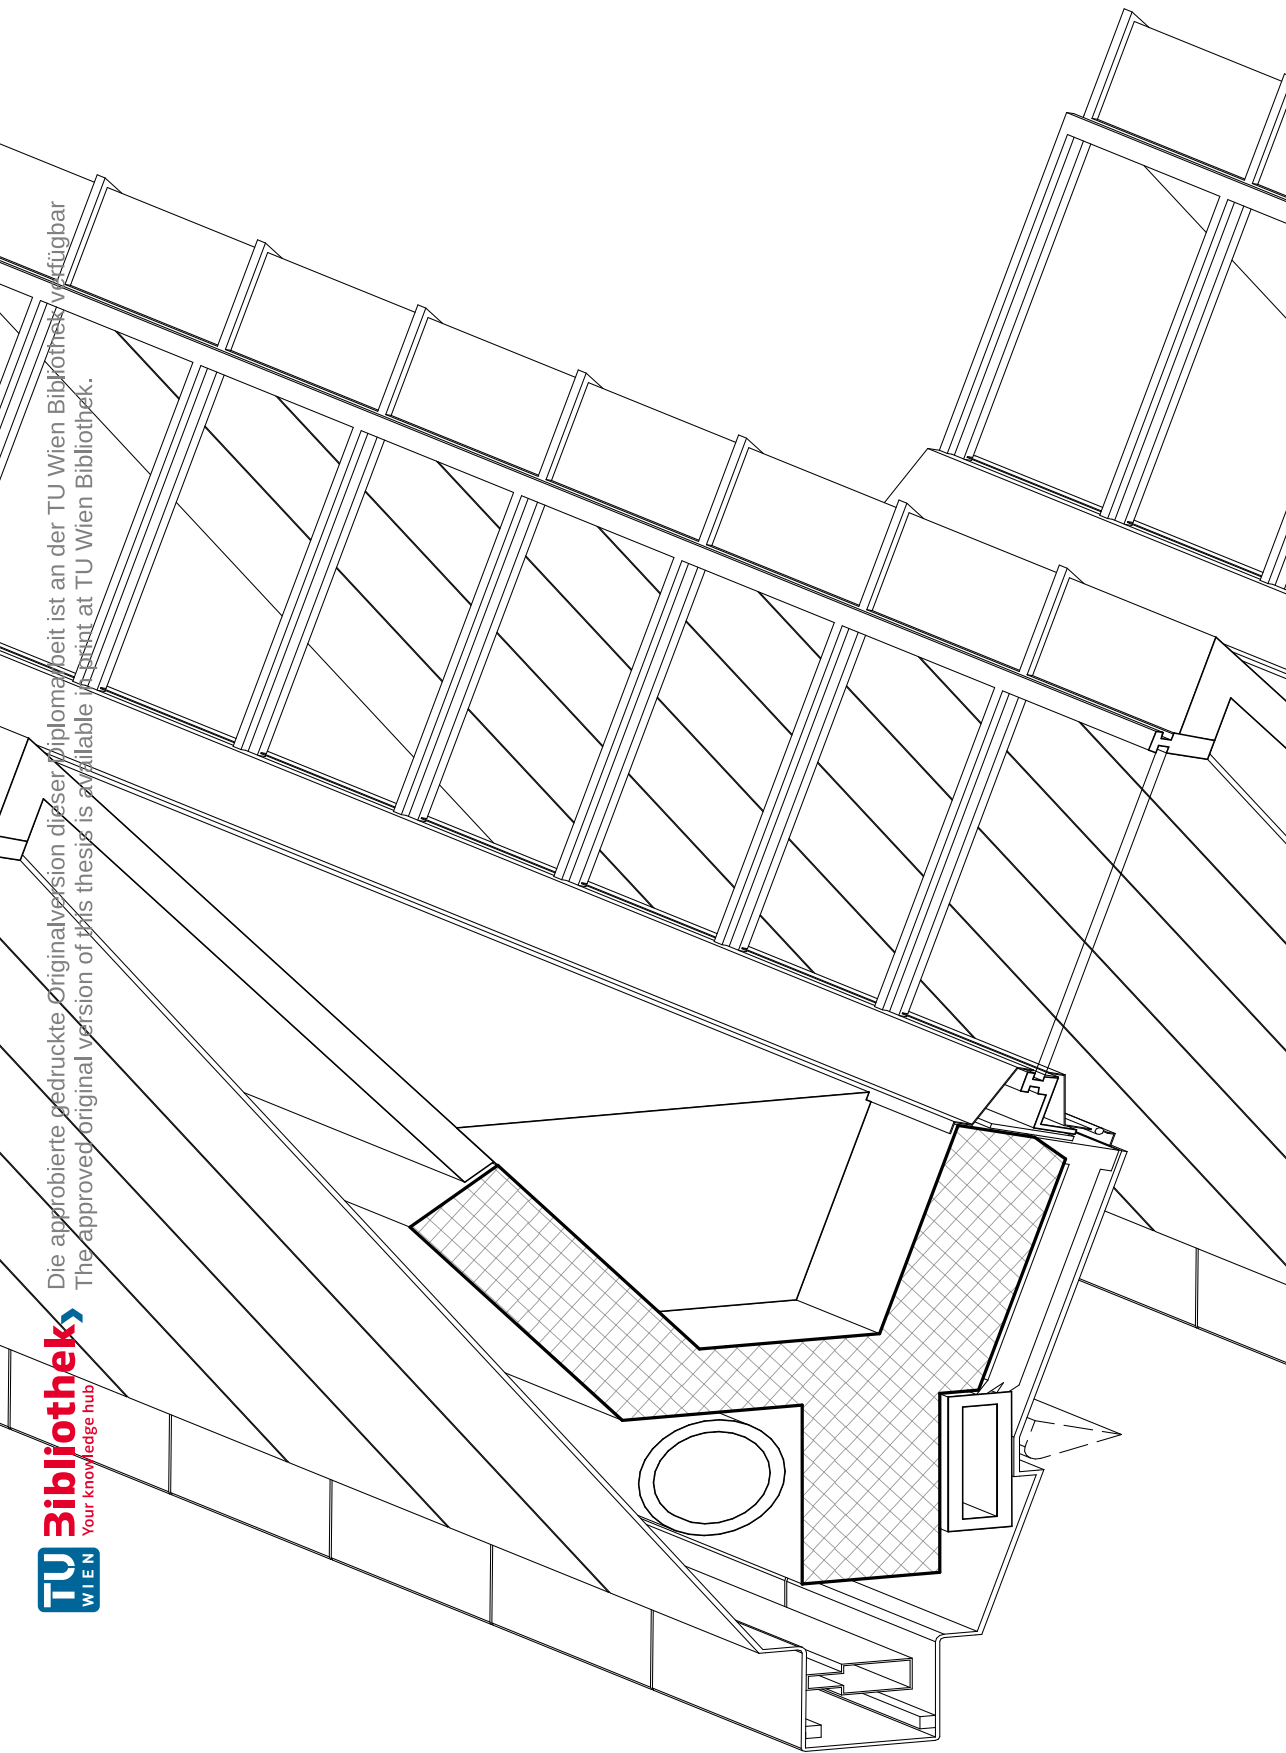 Die approbierte gedruckte Originalversion dieser Diplomarbeit ist an der TU Wien Bibliothek verfügbar
The approved original version of this thesis is available in print at TU Wien Bibliothek.
Bibliothek
Your knowledge hub
TU
WIEN